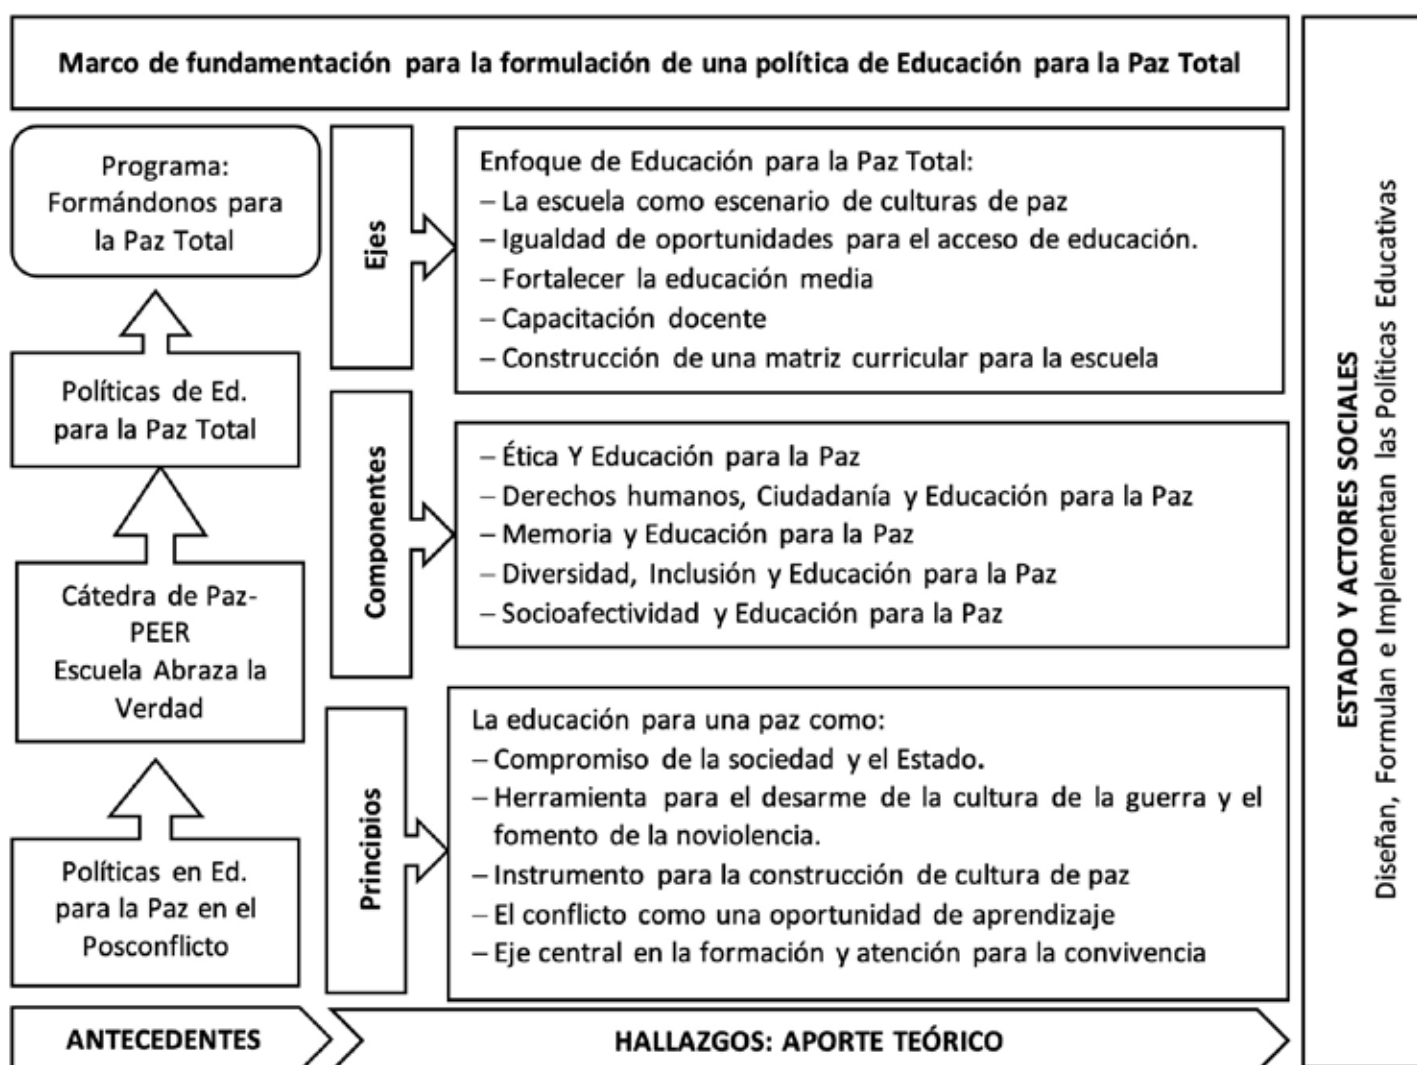 Marco de fundamentación para la formulación de una política de Educación para la Paz Total
Programa:
Formándonos para
la Paz Total
Políticas de Ed.
para la Paz Total
Cátedra de Paz-
PEER
Escuela Abraza la
Verdad
Políticas en Ed.
para la Paz en el
Posconflicto
ANTECEDENTES
Ejes
Enfoque de Educación para la Paz Total:
– La escuela como escenario de culturas de paz
– Igualdad de oportunidades para el acceso de educación.
– Fortalecer la educación media
– Capacitación docente
– Construcción de una matriz curricular para la escuela
Componentes
– Ética Y Educación para la Paz
– Derechos humanos, Ciudadanía y Educación para la Paz
– Memoria y Educación para la Paz
– Diversidad, Inclusión y Educación para la Paz
– Socioafectividad y Educación para la Paz
Principios
La educación para una paz como:
– Compromiso de la sociedad y el Estado.
– Herramienta para el desarme de la cultura de la guerra y el
fomento de la noviolencia.
– Instrumento para la construcción de cultura de paz
– El conflicto como una oportunidad de aprendizaje
– Eje central en la formación y atención para la convivencia
HALLAZGOS: APORTE TEÓRICO
ESTADO Y ACTORES SOCIALES
Diseñan, Formulan e Implementan las Políticas Educativas